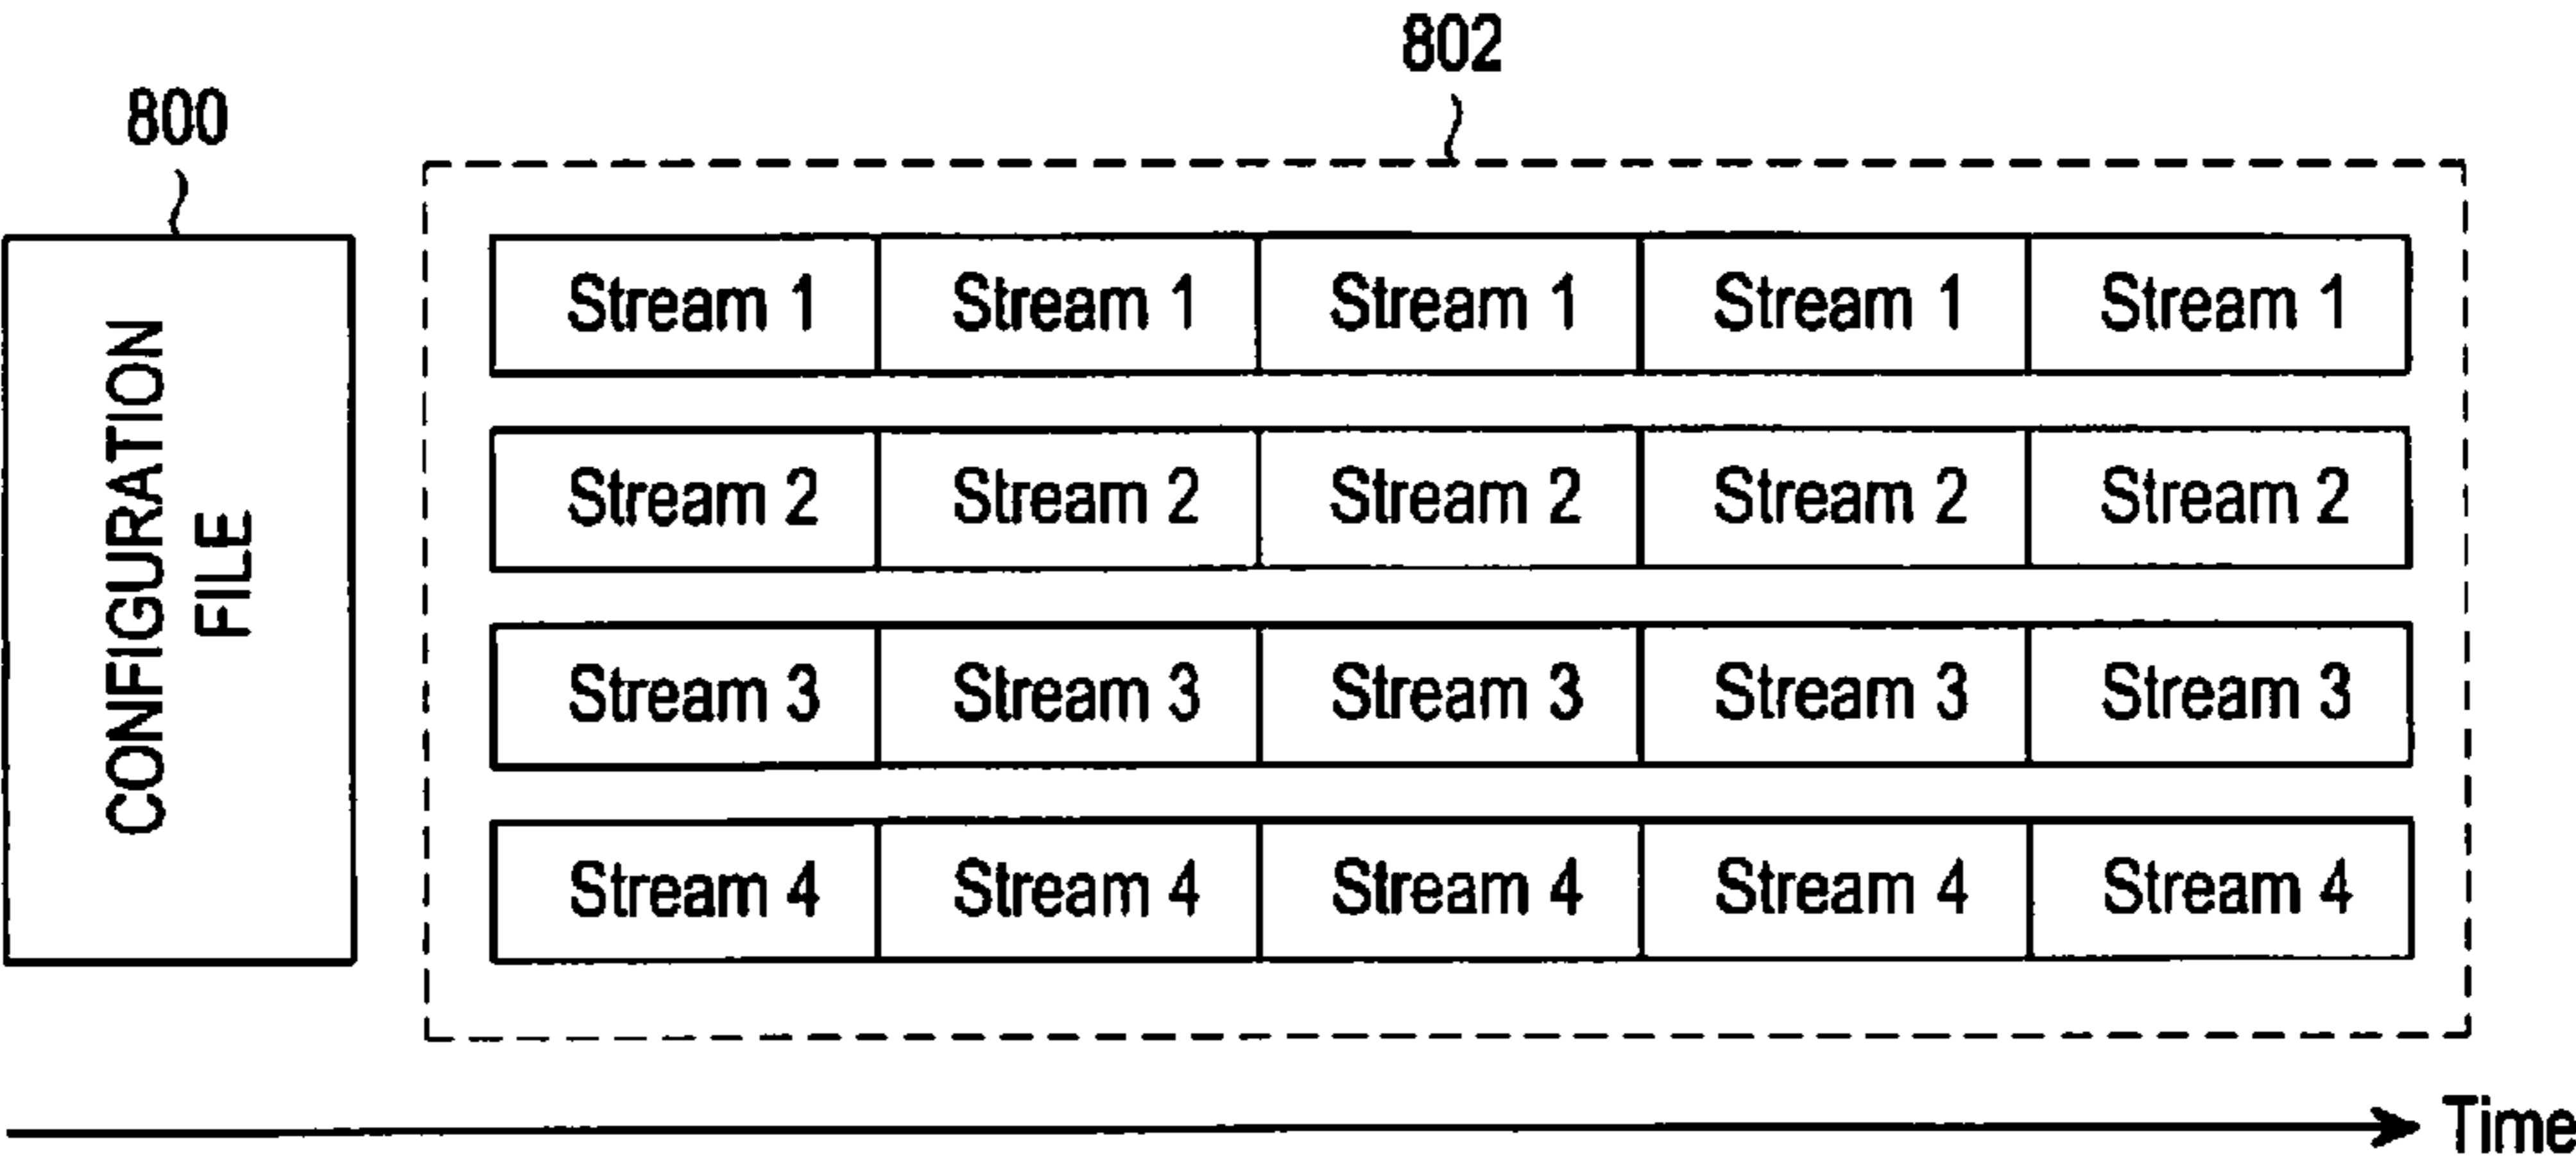 802
800
CONFIGURATION
FILE
Stream 1 Stream 1 Stream 1 Stream 1 Stream 1
Stream 2 Stream 2 Stream 2 Stream 2 Stream 2
Stream 3 Stream 3 Stream 3 Stream 3 Stream 3
Stream 4 Stream 4 Stream 4 Stream 4 Stream 4
Time